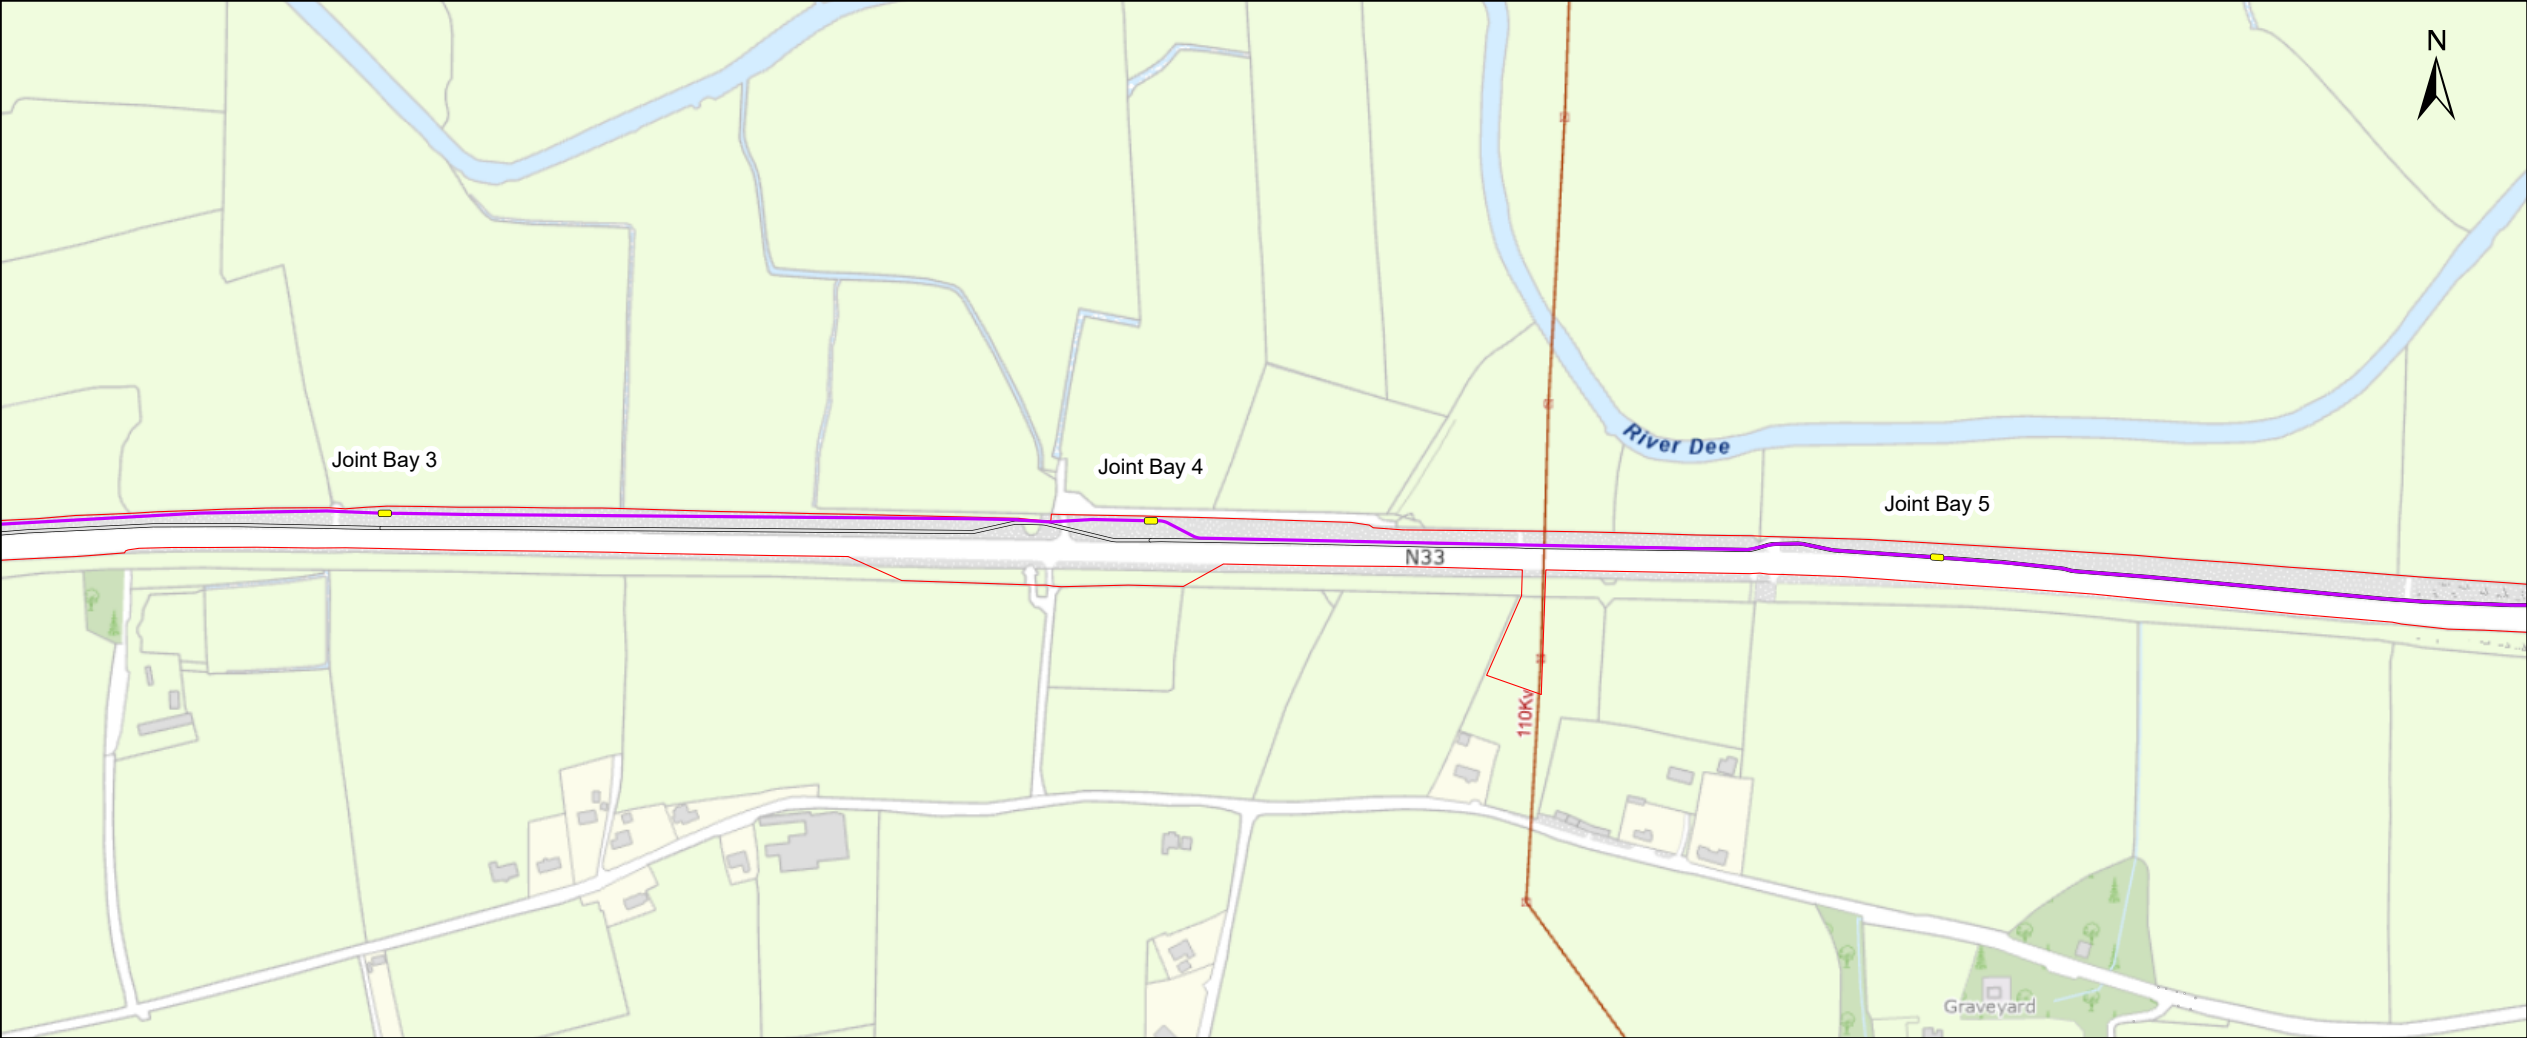 N
River Dee
Joint Bay 3
Joint Bay 4
Joint Bay 5
N33
110Kv
Graveyard